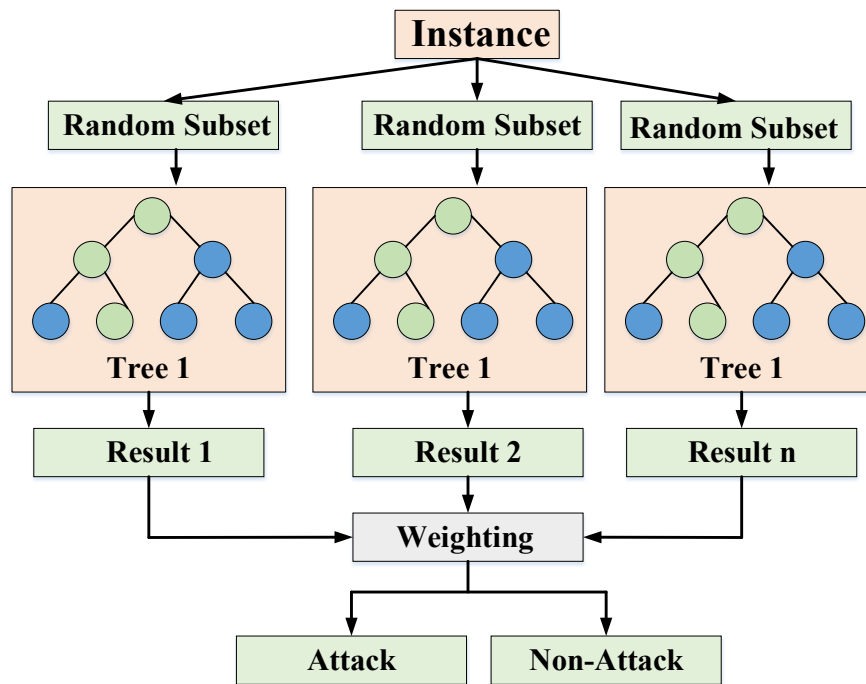 Instance
Random Subset
Random Subset
Random Subset
Tree 1
Tree 1
Tree 1
Result 1
Result 2
Result n
Weighting
Attack
Non-Attack